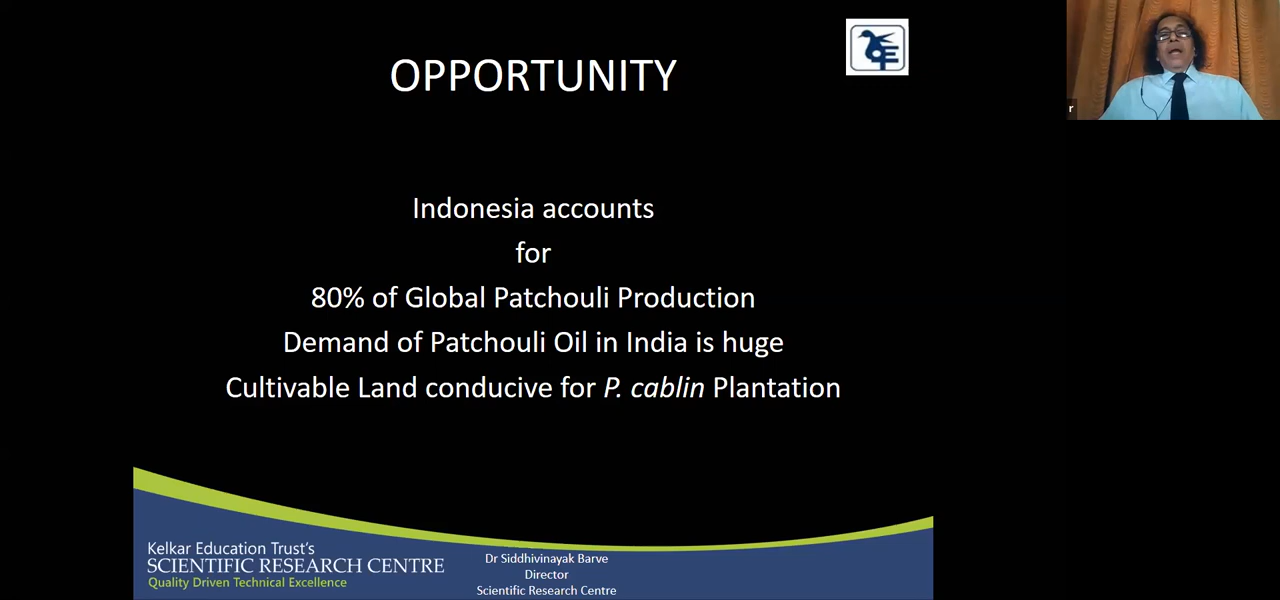 OPPORTUNITY
Indonesia accounts
for
80% of Global Patchouli Production
Demand of Patchouli Oil in India is huge
Cultivable Land conducive for P. cablin Plantation
Kelkar Education Trust's
SCIENTIFIC RESEARCH CENTRE
Quality Driven Technical Excellence
Dr Siddhivinayak Barve
Director
Scientific Research Centre
r